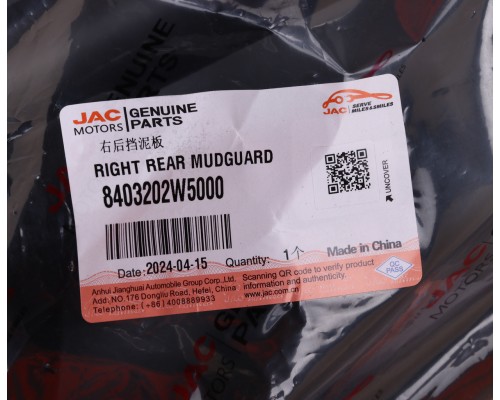 JAC MOTORS
GENUINE PARTS
JAC SERVE MILES&SMILES
右后挡泥板
RIGHT REAR MUDGUARD
8403202W5000
UNCOVER
Date:2024-04-15 Quantity: 1个 Made in China
Anhui Jianghuai Automobile Group Corp.,Ltd.
Add.,NO.176 Dongliu Road, Hefei, China
Telephone: (+86)4008889933
Scanning QR code to verify product
information and authenticity.
www.jac.com.cn
QC
PASS
JAC
MOTORS